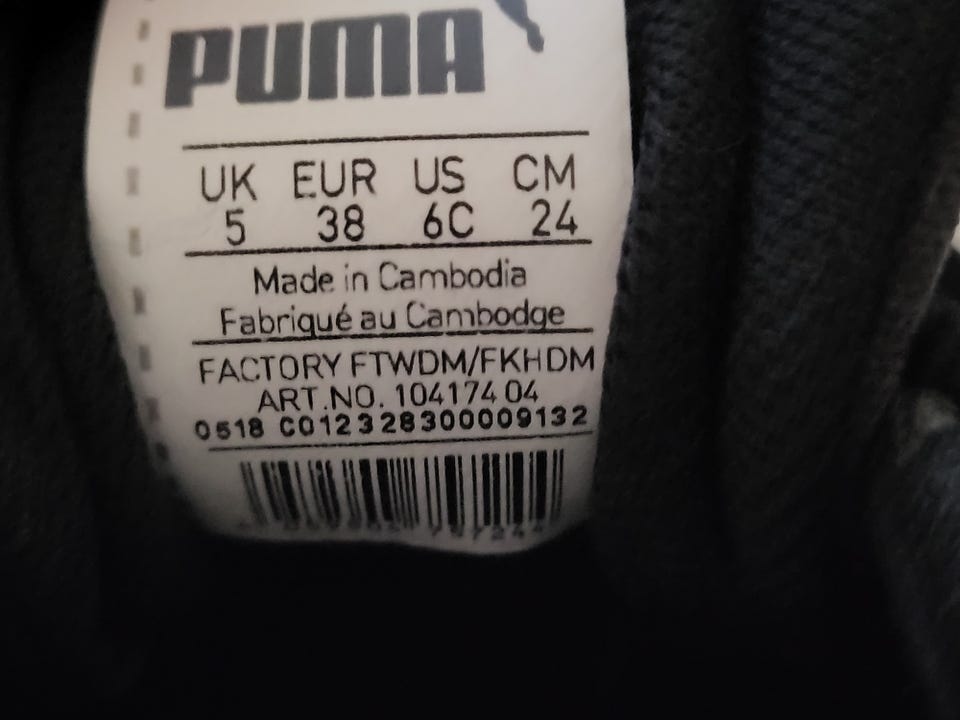 PUMA
UK EUR US CM
5 38 6C 24
Made in Cambodia
Fabriqué au Cambodge
FACTORY FTWDM/FKHDM
ART.NO. 104174 04
0518 C012328300009132